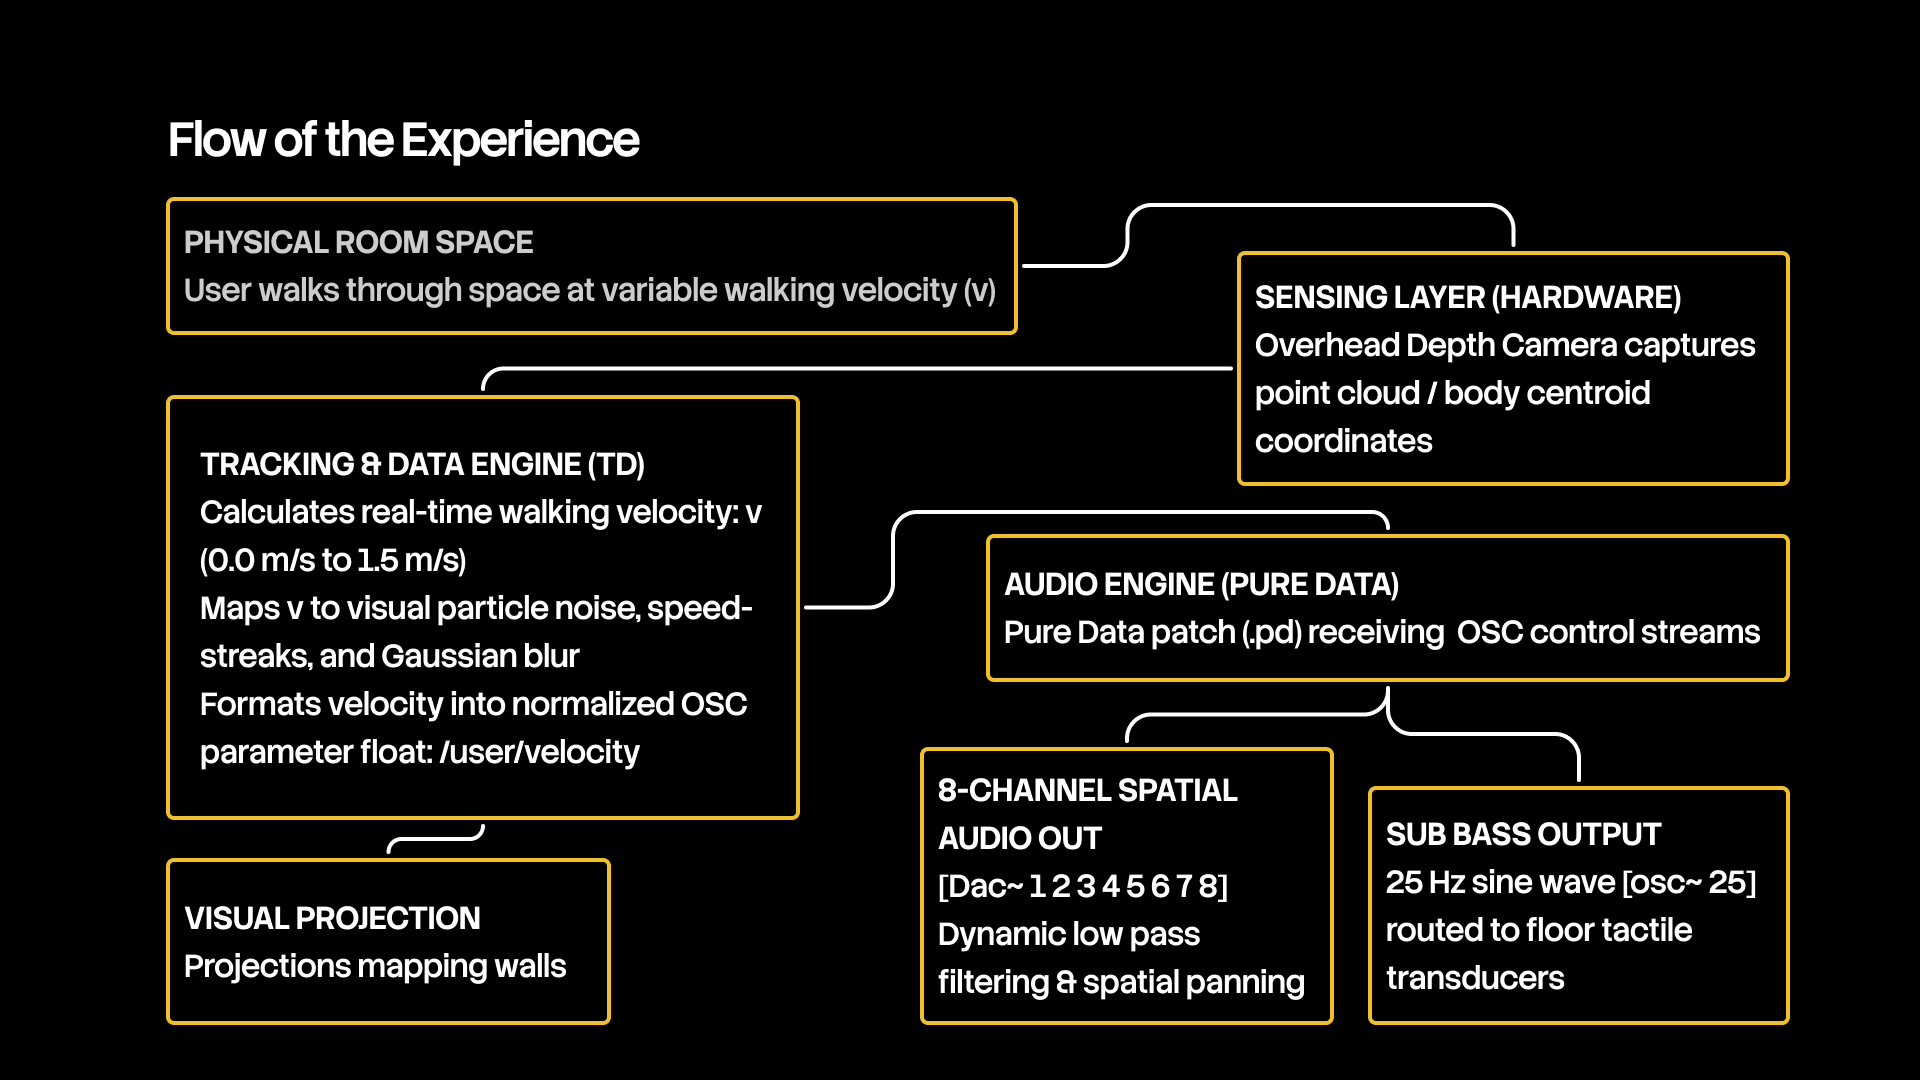 Flow of the Experience
PHYSICAL ROOM SPACE
User walks through space at variable walking velocity (v)
SENSING LAYER (HARDWARE)
Overhead Depth Camera captures
point cloud / body centroid
coordinates
TRACKING & DATA ENGINE (TD)
Calculates real-time walking velocity: v
(0.0 m/s to 1.5 m/s)
Maps v to visual particle noise, speed-
streaks, and Gaussian blur
Formats velocity into normalized OSC
parameter float: /user/velocity
AUDIO ENGINE (PURE DATA)
Pure Data patch (.pd) receiving  OSC control streams
8-CHANNEL SPATIAL
AUDIO OUT
[Dac~ 1 2 3 4 5 6 7 8]
Dynamic low pass
filtering & spatial panning
SUB BASS OUTPUT
25 Hz sine wave [osc~ 25]
routed to floor tactile
transducers
VISUAL PROJECTION
Projections mapping walls